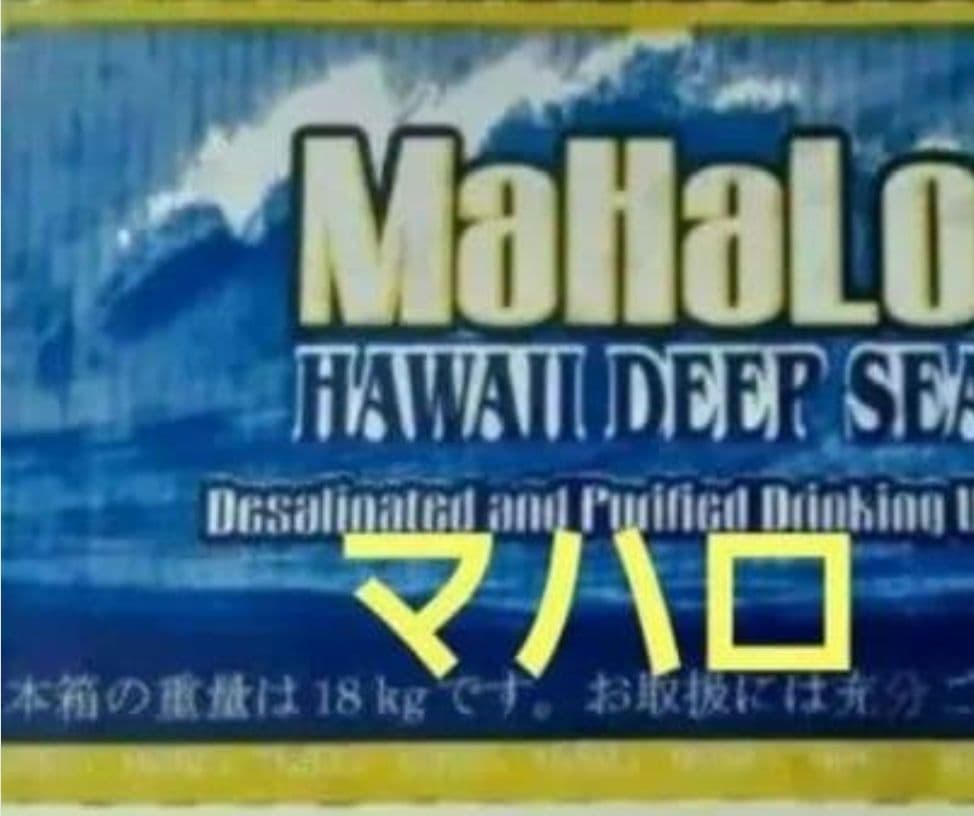 MaHaLo
HAWAII DEEP SEA
Desalinated and Purified Drinking
マハロ
本箱の重量は18kgです。お取扱には充分ご